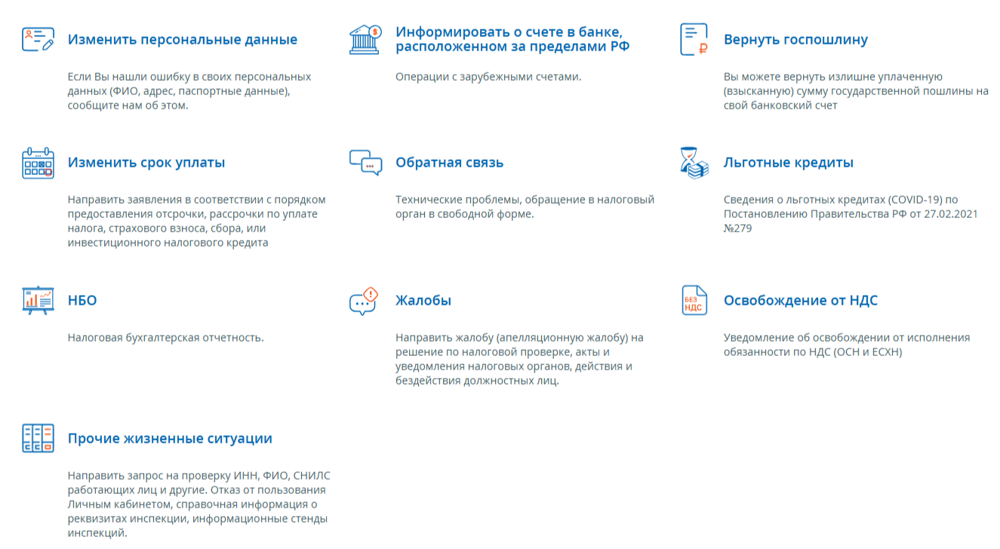 Изменить персональные данные
Если Вы нашли ошибку в своих персональных
данных (ФИО, адрес, паспортные данные),
сообщите нам об этом.
Информировать о счете в банке,
расположенном за пределами РФ
Операции с зарубежными счетами.
Вернуть госпошлину
Вы можете вернуть излишне уплаченную
(взысканную) сумму государственной пошлины на
свой банковский счет
Изменить срок уплаты
Направить заявления в соответствии с порядком
предоставления отсрочки, рассрочки по уплате
налога, страхового взноса, сбора, или
инвестиционного налогового кредита
Обратная связь
Технические проблемы, обращение в налоговый
орган в свободной форме.
Льготные кредиты
Сведения о льготных кредитах (COVID-19) по
Постановлению Правительства РФ от 27.02.2021
№279
НБО
Налоговая бухгалтерская отчетность.
Жалобы
Направить жалобу (апелляционную жалобу) на
решение по налоговой проверке, акты и
уведомления налоговых органов, действия и
бездействия должностных лиц.
БЕЗ
НДС
Освобождение от НДС
Уведомление об освобождении от исполнения
обязанности по НДС (ОСН и ЕСХН)
Прочие жизненные ситуации
Направить запрос на проверку ИНН, ФИО, СНИЛС
работающих лиц и другие. Отказ от пользования
Личным кабинетом, справочная информация о
реквизитах инспекции, информационные стенды
инспекций.